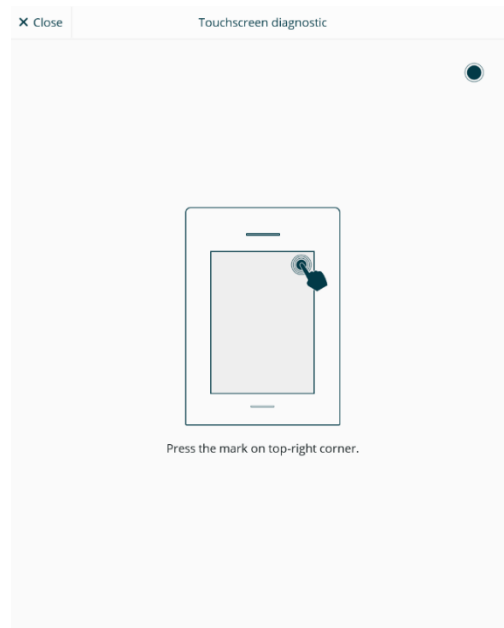 Close
Touchscreen diagnostic
Press the mark on top-right corner.